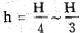 h = H/4 ~ H/3